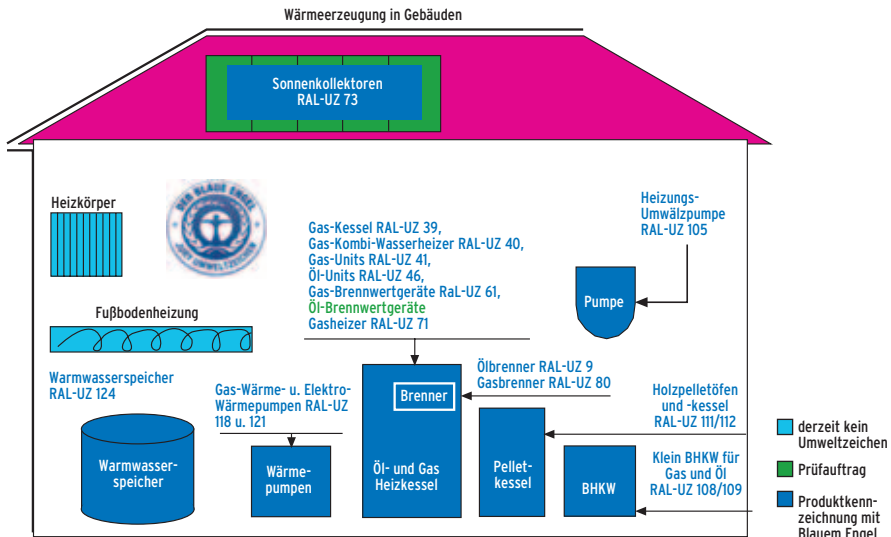 Wärmeerzeugung in Gebäuden
Sonnenkollektoren
RAL-UZ 73
Heizkörper
DER BLAUE ENGEL
JURY UMWELTZEICHEN
Gas-Kessel RAL-UZ 39,
Gas-Kombi-Wasserheizer RAL-UZ 40,
Gas-Units RAL-UZ 41,
Öl-Units RAL-UZ 46,
Gas-Brennwertgeräte RaL-UZ 61,
Öl-Brennwertgeräte
Gasheizer RAL-UZ 71
Heizungs-
Umwälzpumpe
RAL-UZ 105
Pumpe
Fußbodenheizung
Warmwasserspeicher
RAL-UZ 124
Warmwasser-
speicher
Gas-Wärme- u. Elektro-
Wärmepumpen RAL-UZ
118 u. 121
Wärme-
pumpen
Brenner
Öl- und Gas
Heizkessel
Ölbrenner RAL-UZ 9
Gasbrenner RAL-UZ 80
Pellet-
kessel
Holzpelletöfen
und -kessel
RAL-UZ 111/112
BHKW
Klein BHKW für
Gas und Öl
RAL-UZ 108/109
derzeit kein
Umweltzeichen
Prüfauftrag
Produktkenn-
zeichnung mit
Blauem Engel